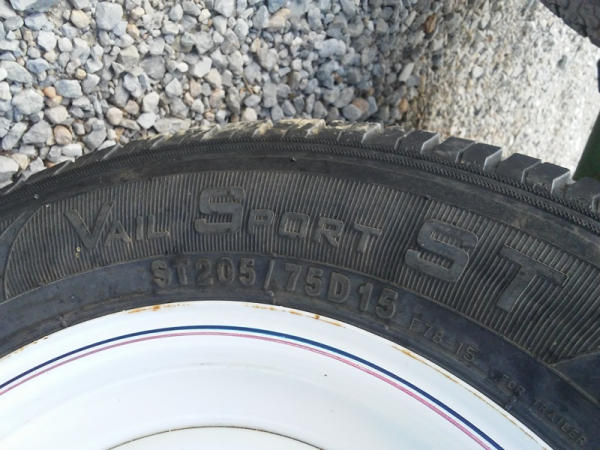 VAIL SPORT ST
ST205/75D15 F78-15 FOR TRAILER